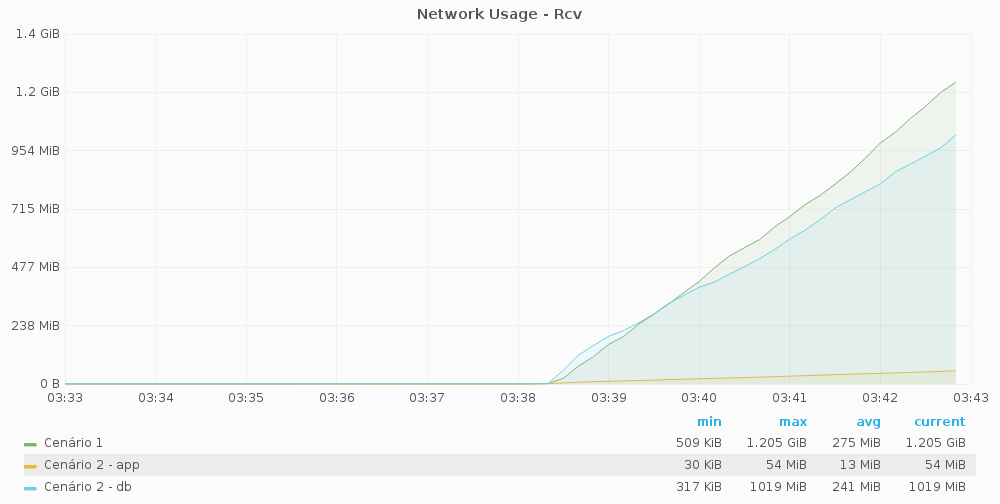 Network Usage - Rcv
1.4 GiB
1.2 GiB
954 MiB
715 MiB
477 MiB
238 MiB
0 B
03:33 03:34 03:35 03:36 03:37 03:38 03:39 03:40 03:41 03:42 03:43
min max avg current
Cenário 1 509 KiB 1.205 GiB 275 MiB 1.205 GiB
Cenário 2 - app 30 KiB 54 MiB 13 MiB 54 MiB
Cenário 2 - db 317 KiB 1019 MiB 241 MiB 1019 MiB